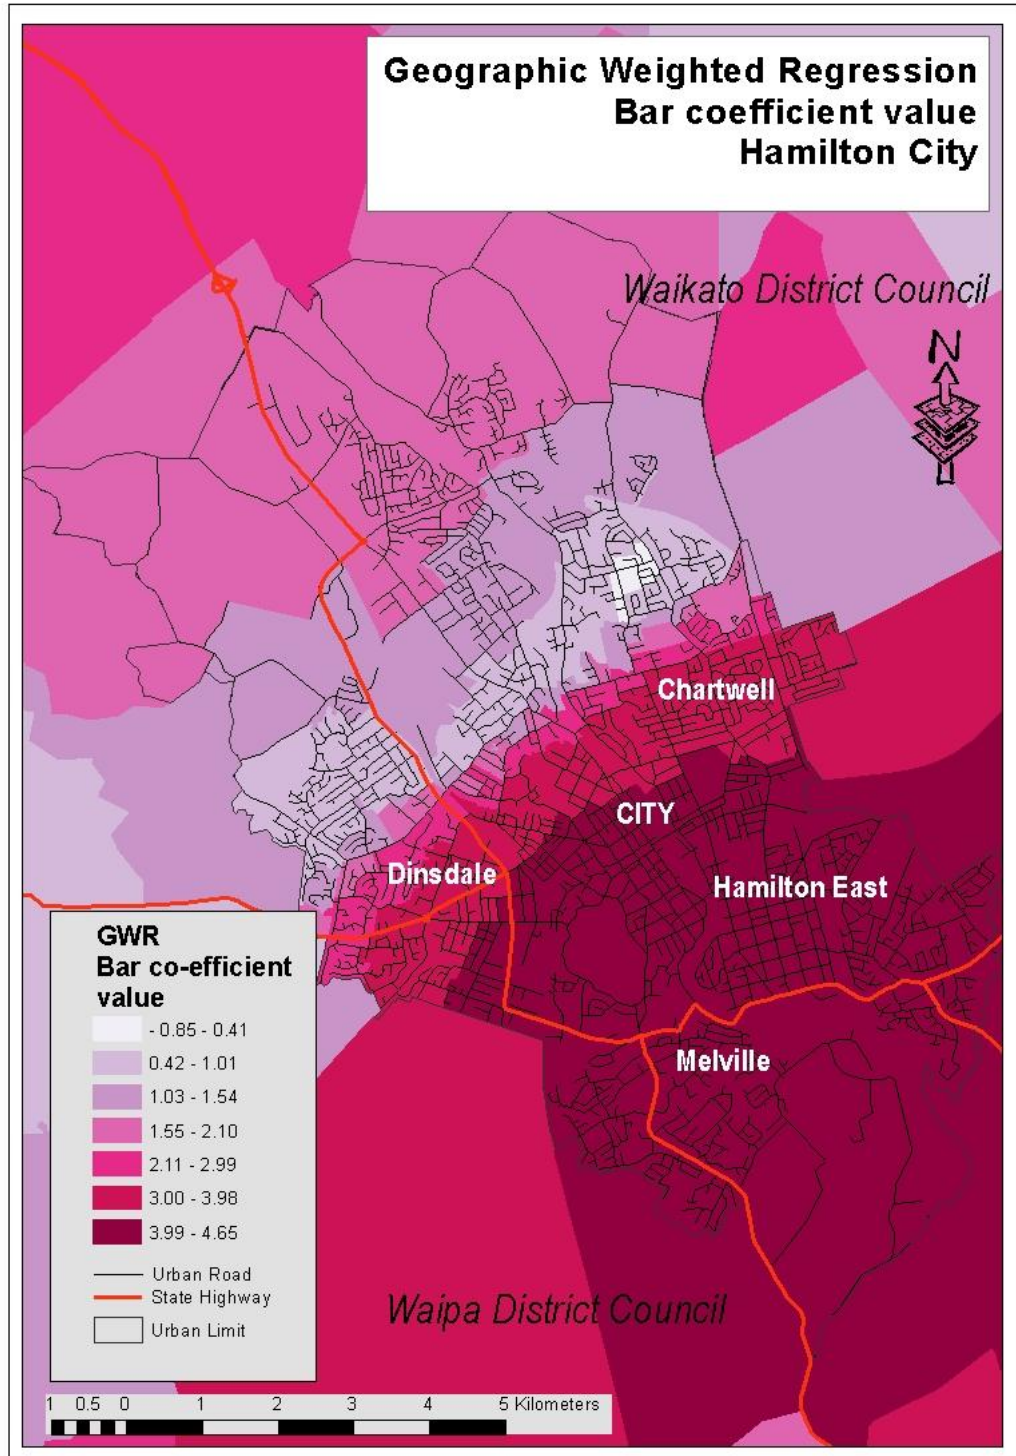 Geographic Weighted Regression
Bar coefficient value
Hamilton City
Waikato District Council
N
Chartwell
CITY
Dinsdale
Hamilton East
Melville
Waipa District Council
GWR
Bar co-efficient
value
- 0.85 - 0.41
0.42 - 1.01
1.03 - 1.54
1.55 - 2.10
2.11 - 2.99
3.00 - 3.98
3.99 - 4.65
Urban Road
State Highway
Urban Limit
1 0.5 0 1 2 3 4 5 Kilometers